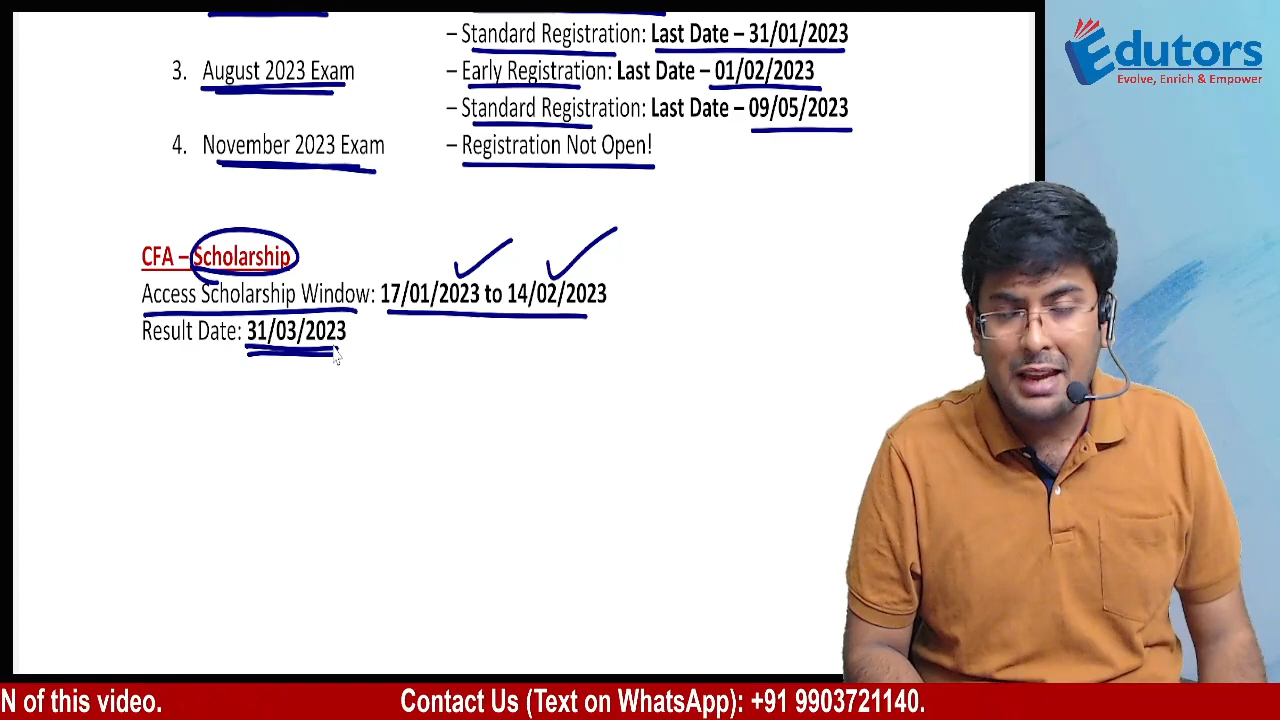 – Standard Registration: Last Date – 31/01/2023
3. August 2023 Exam – Early Registration: Last Date – 01/02/2023
– Standard Registration: Last Date – 09/05/2023
4. November 2023 Exam – Registration Not Open!
CFA – Scholarship
Access Scholarship Window: 17/01/2023 to 14/02/2023
Result Date: 31/03/2023
Edutors
Evolve, Enrich & Empower
N of this video. Contact Us (Text on WhatsApp): +91 9903721140.